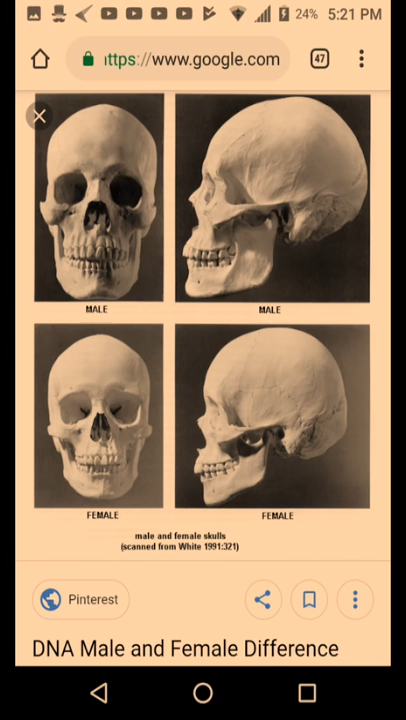 24% 5:21 PM
ttps://www.google.com 47
MALE MALE
FEMALE FEMALE
male and female skulls
(scanned from White 1991:321)
Pinterest
DNA Male and Female Difference